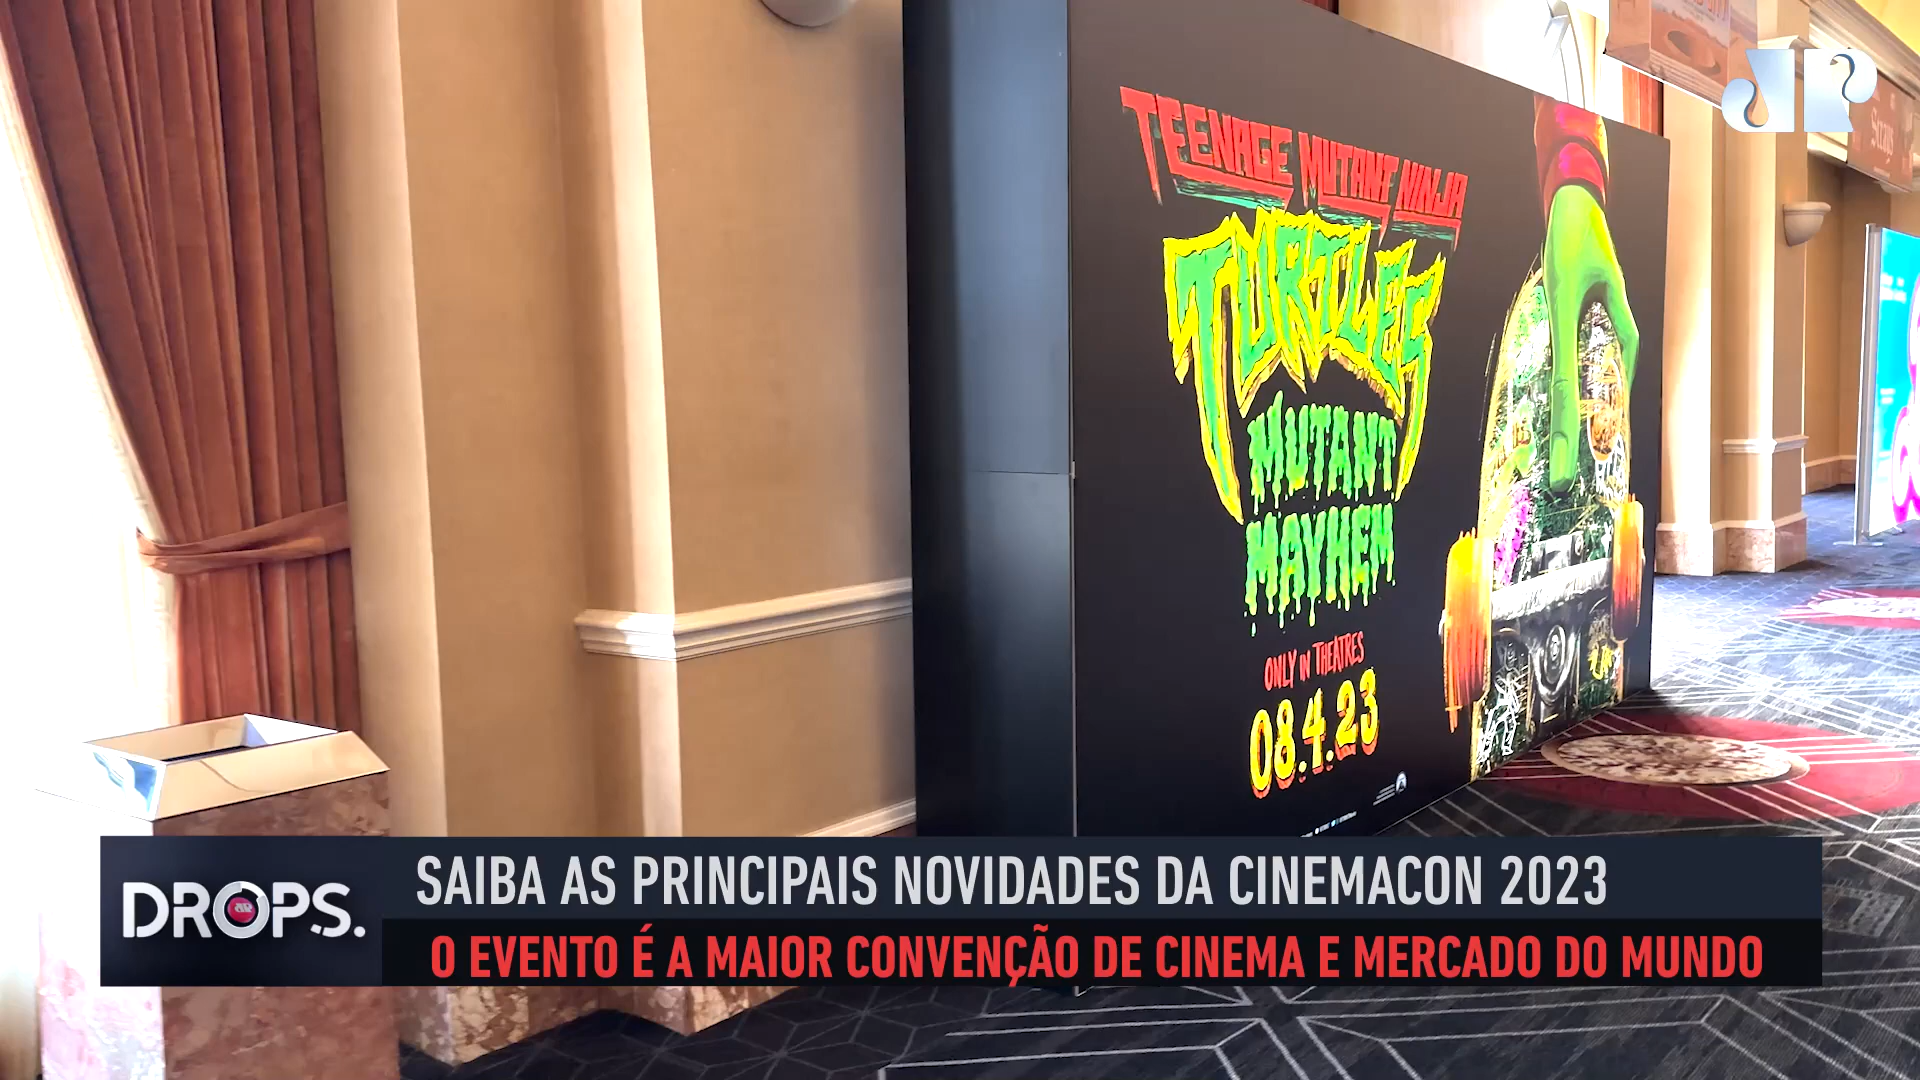 JP
TEENAGE MUTANT NINJA
TURTLES
MUTANT
MAYHEM
ONLY IN THEATRES
08.4.23
DROPS.
SAIBA AS PRINCIPAIS NOVIDADES DA CINEMACON 2023
O EVENTO É A MAIOR CONVENÇÃO DE CINEMA E MERCADO DO MUNDO